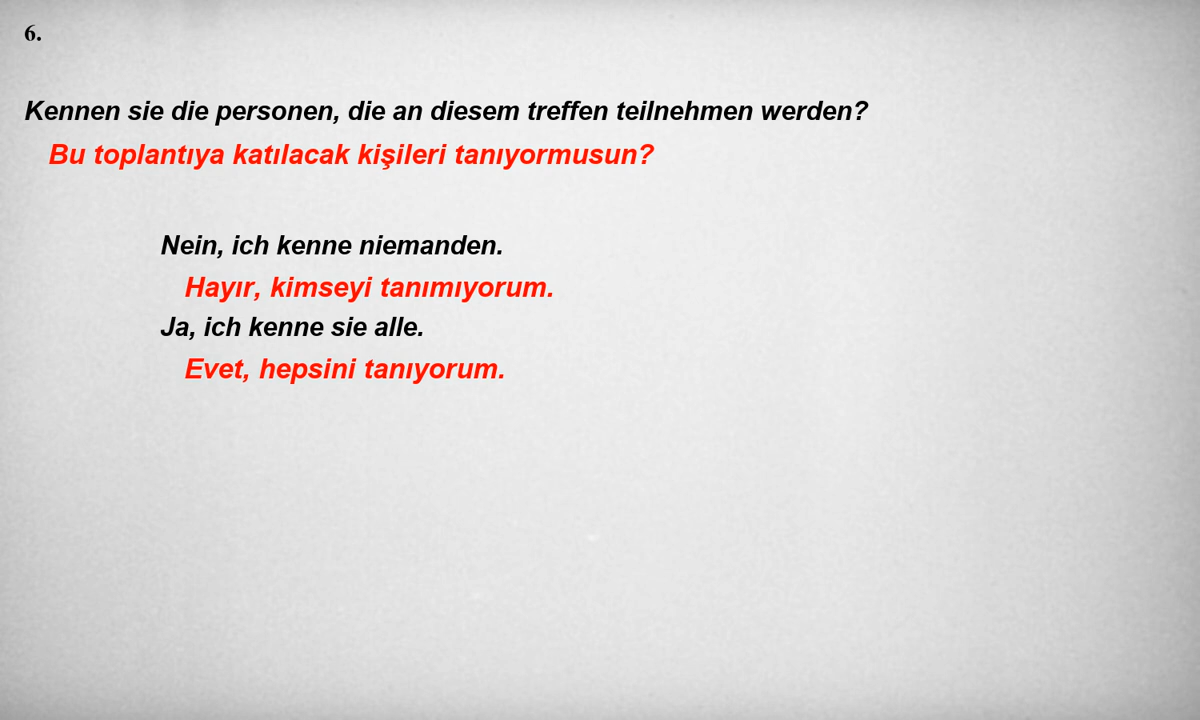 6.
Kennen sie die personen, die an diesem treffen teilnehmen werden?
Bu toplantıya katılacak kişileri tanıyormusun?
Nein, ich kenne niemanden.
Hayır, kimseyi tanımıyorum.
Ja, ich kenne sie alle.
Evet, hepsini tanıyorum.